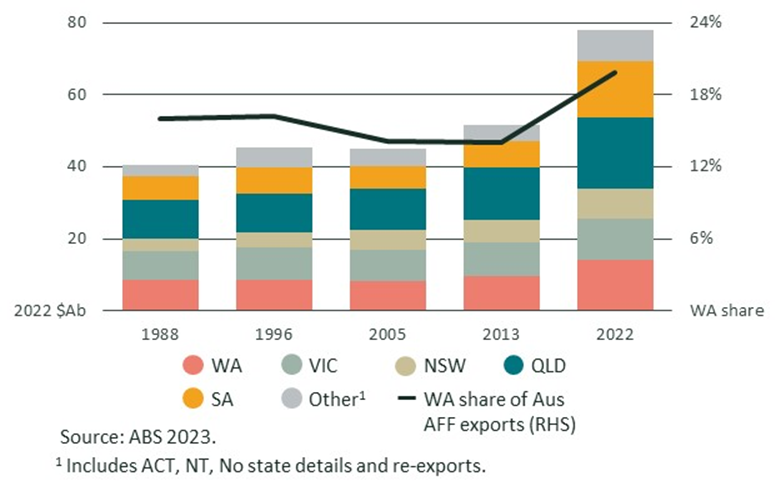 80 24%
60 18%
40 12%
20 6%
2022 $Ab WA share
1988 1996 2005 2013 2022
WA VIC NSW QLD
SA Other¹ WA share of Aus
AFF exports (RHS)
Source: ABS 2023.
¹ Includes ACT, NT, No state details and re-exports.